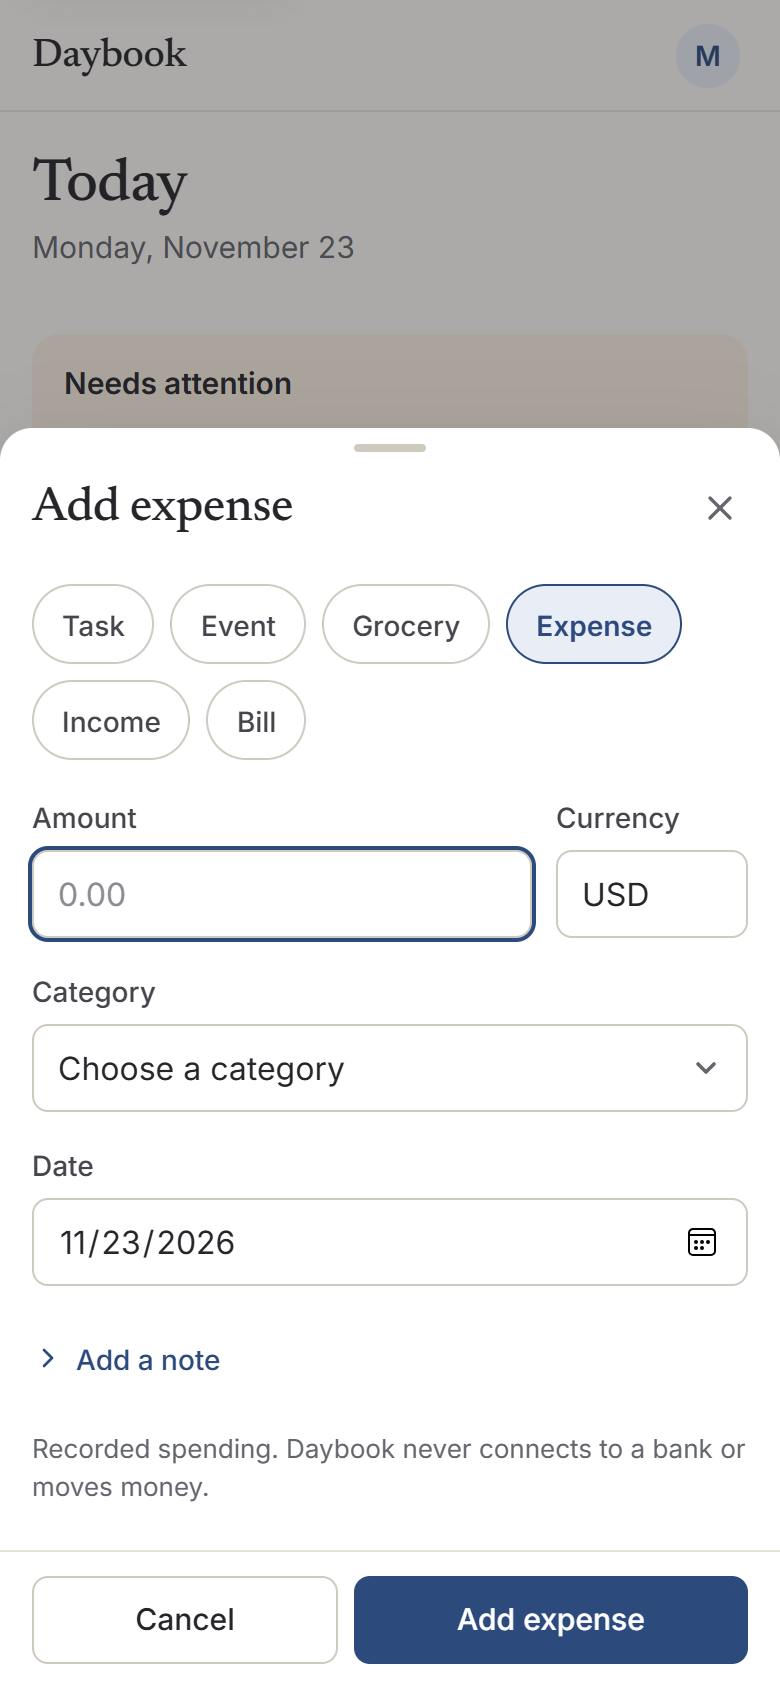 Daybook
M
Today
Monday, November 23
Needs attention
Add expense
Task
Event
Grocery
Expense
Income
Bill
Amount
Currency
0.00
USD
Category
Choose a category
Date
11/23/2026
Add a note
Recorded spending. Daybook never connects to a bank or
moves money.
Cancel
Add expense